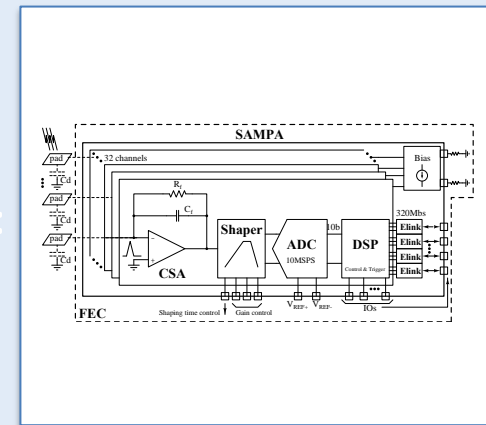 SAMPA
pad
32 channels
Bias
Cd
Rf
Cf
320Mbs
pad
Shaper
10b
Elink
Cd
ADC
DSP
Elink
pad
10MSPS
Control & Trigger
Elink
Cd
CSA
Elink
FEC
Shaping time control
Gain control
VREF+
VREF-
IOs